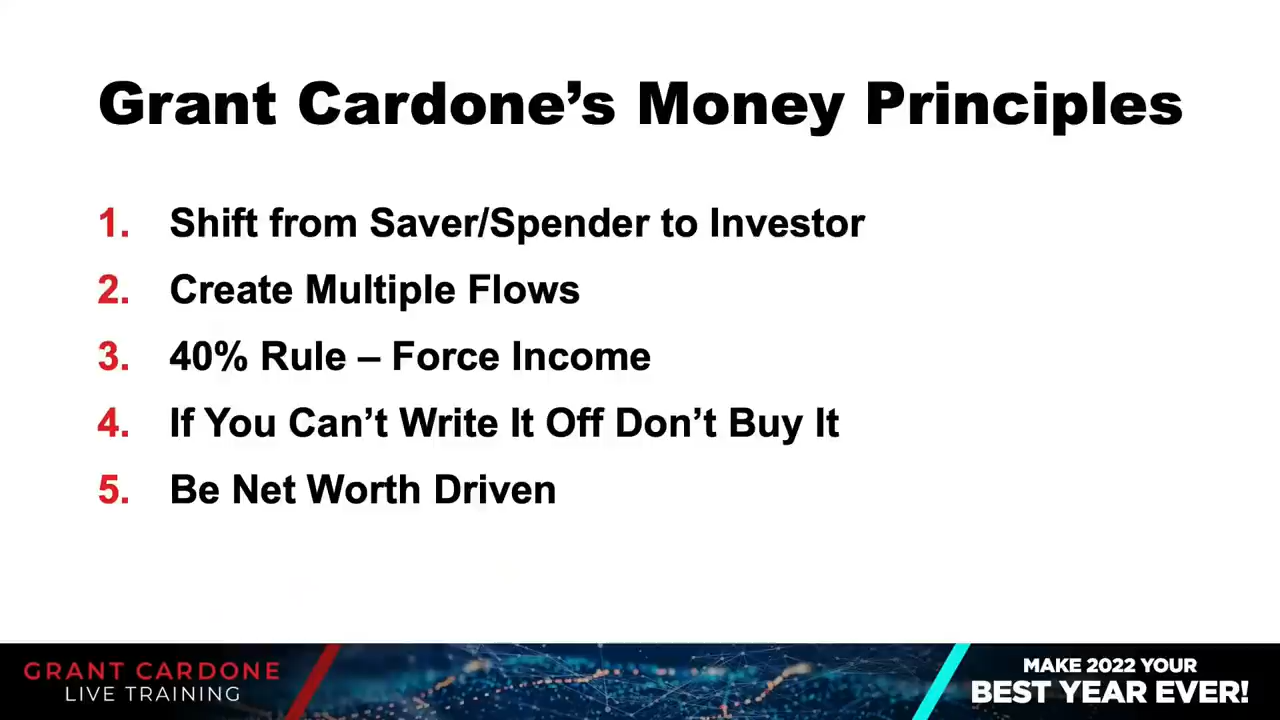 Grant Cardone’s Money Principles
1. Shift from Saver/Spender to Investor
2. Create Multiple Flows
3. 40% Rule – Force Income
4. If You Can’t Write It Off Don’t Buy It
5. Be Net Worth Driven
GRANT CARDONE
LIVE TRAINING
MAKE 2022 YOUR
BEST YEAR EVER!